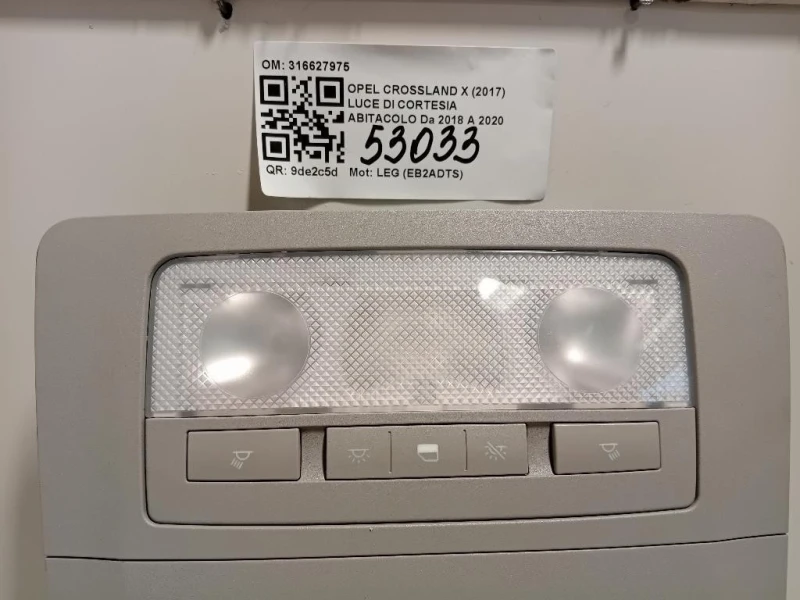 OM: 316627975
OPEL CROSSLAND X (2017)
LUCE DI CORTESIA
ABITACOLO Da 2018 A 2020
53033
QR: 9de2c5d Mot: LEG (EB2ADTS)